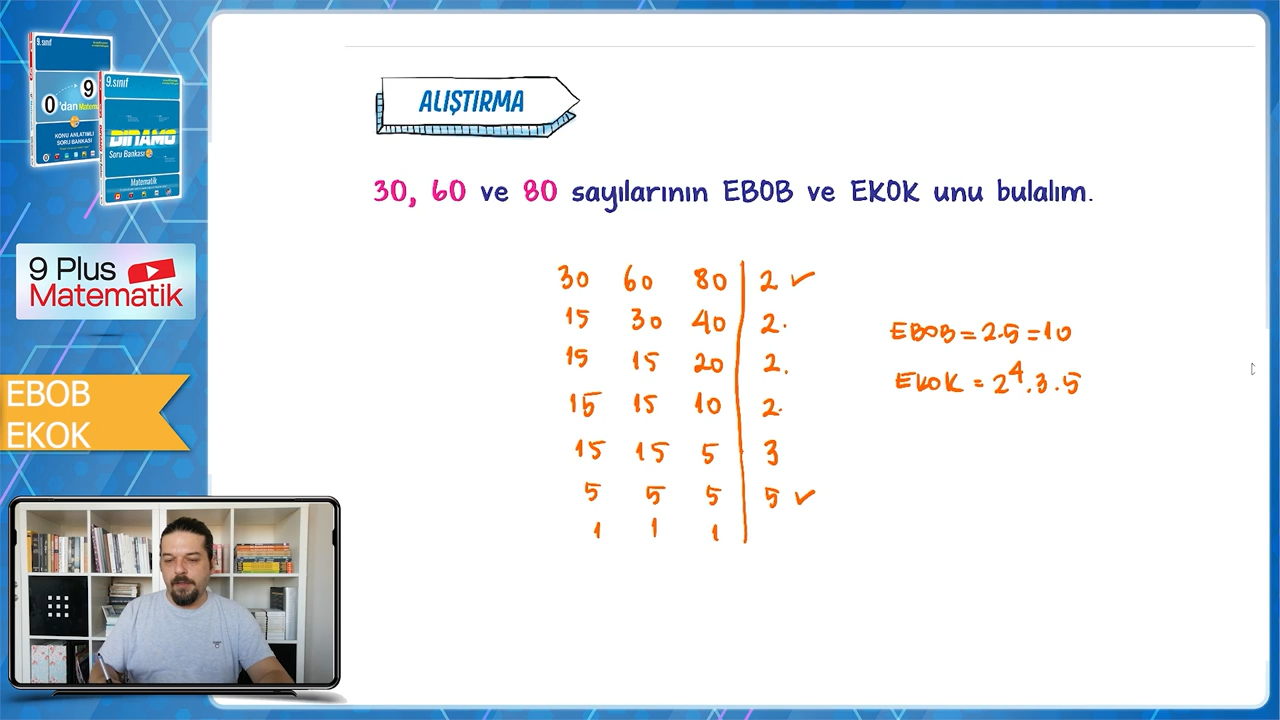 9.sınıf
0'dan 9
Matematik
KONU ANLATIMLI
SORU BANKASI
9.sınıf
DİNAMO
Soru Bankası
Matematik
9 Plus
Matematik
EBOB
EKOK
ALIŞTIRMA
30, 60 ve 80 sayılarının EBOB ve EKOK unu bulalım.
30 60 80 | 2 ✓
15 30 40 | 2.
15 15 20 | 2.
15 15 10 | 2.
15 15 5 | 3
5 5 5 | 5 ✓
1 1 1
EBOB = 2.5 = 10
EKOK = 2⁴.3.5